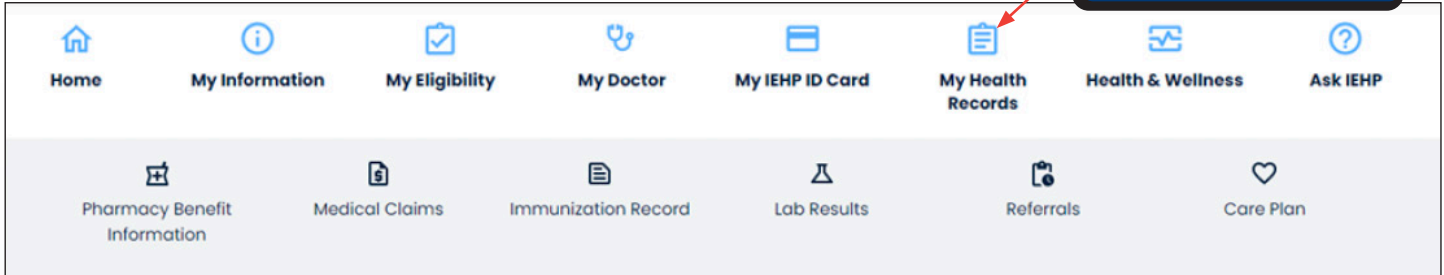 Home My Information My Eligibility My Doctor My IEHP ID Card My Health Records Health & Wellness Ask IEHP
Pharmacy Benefit Information Medical Claims Immunization Record Lab Results Referrals Care Plan